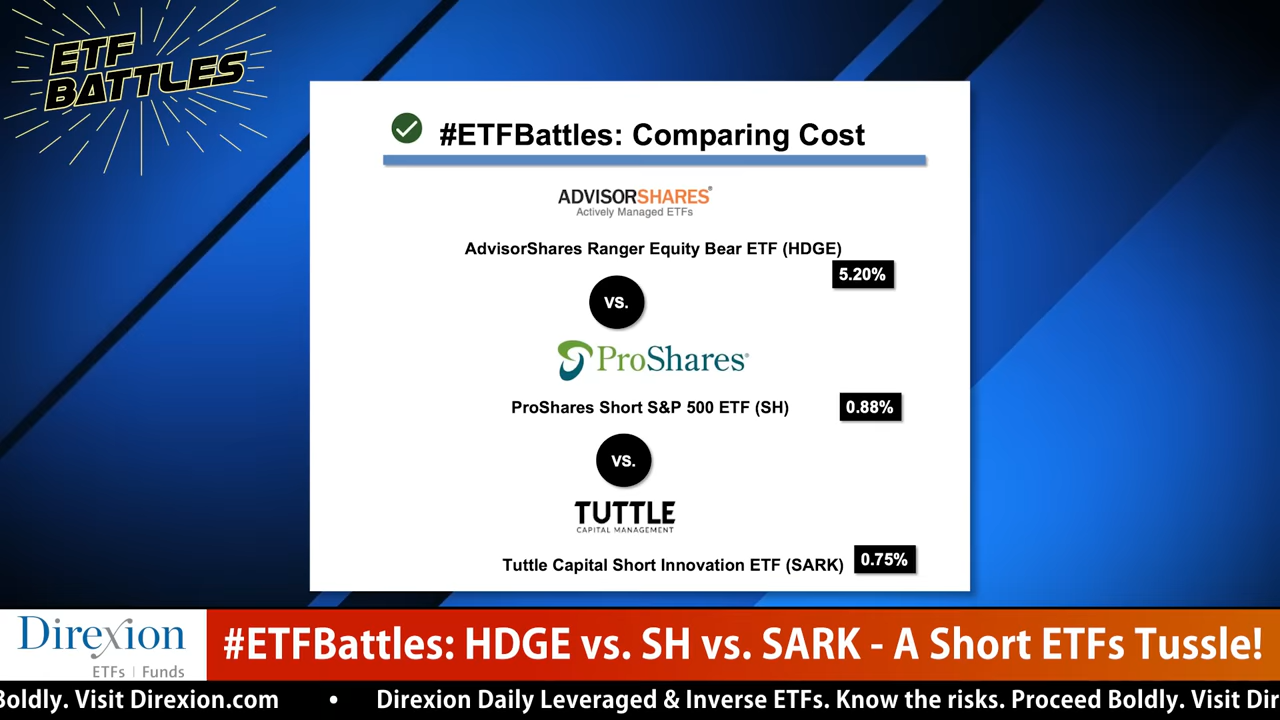 ETF
BATTLES
#ETFBattles: Comparing Cost
ADVISORSHARES®
Actively Managed ETFs
AdvisorShares Ranger Equity Bear ETF (HDGE)
5.20%
VS.
ProShares®
ProShares Short S&P 500 ETF (SH)
0.88%
VS.
TUTTLE
CAPITAL MANAGEMENT
Tuttle Capital Short Innovation ETF (SARK)
0.75%
Direxion
ETFs | Funds
#ETFBattles: HDGE vs. SH vs. SARK - A Short ETFs Tussle!
Boldly. Visit Direxion.com • Direxion Daily Leveraged & Inverse ETFs. Know the risks. Proceed Boldly. Visit Dir